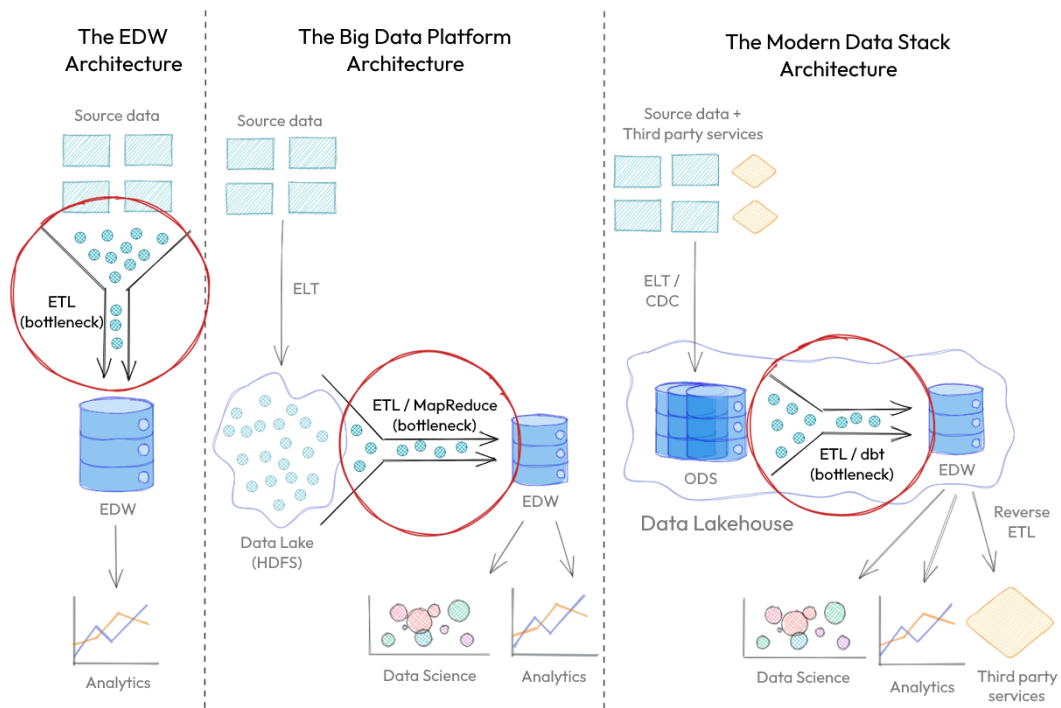 The EDW
Architecture
Source data
ETL
(bottleneck)
EDW
Analytics
The Big Data Platform
Architecture
Source data
ELT
ETL / MapReduce
(bottleneck)
Data Lake
(HDFS)
EDW
Data Science
Analytics
The Modern Data Stack
Architecture
Source data +
Third party services
ELT /
CDC
ODS
ETL / dbt
(bottleneck)
EDW
Data Lakehouse
Reverse
ETL
Data Science
Analytics
Third party
services